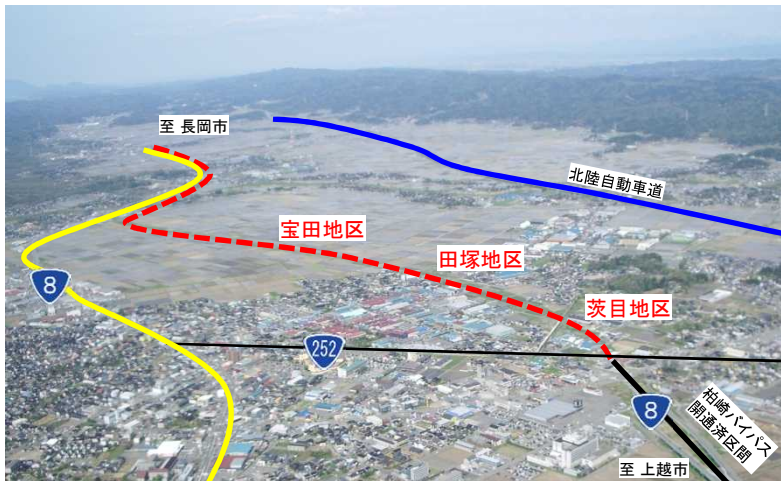 至 長岡市
北陸自動車道
宝田地区
田塚地区
茨目地区
8
252
8
柏崎バイパス
開通済区間
至 上越市